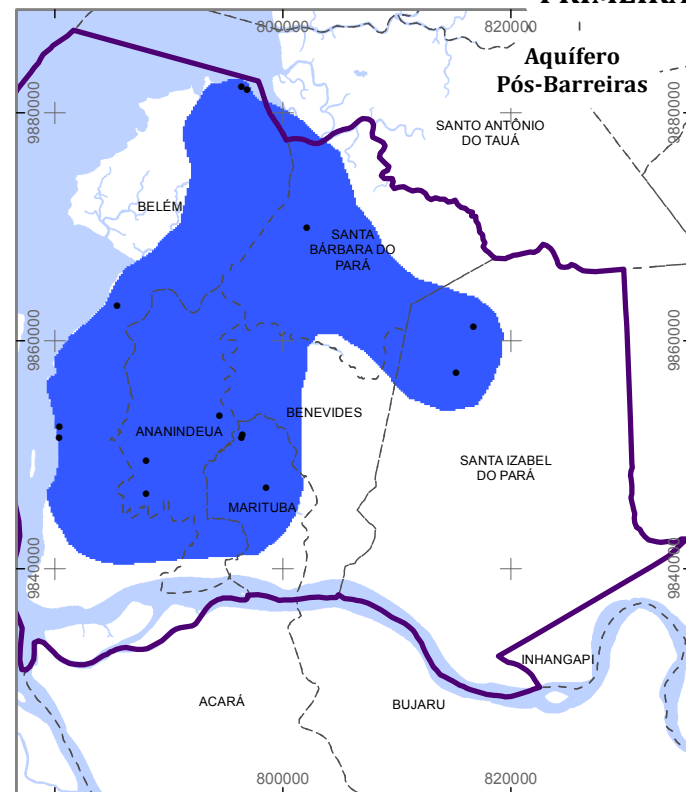 PRIMEIRA
800000
820000
Aquífero
Pós-Barreiras
9880000
9880000
SANTO ANTÔNIO
DO TAUÁ
BELÉM
SANTA
BÁRBARA DO
PARÁ
9860000
9860000
BENEVIDES
ANANINDEUA
SANTA IZABEL
DO PARÁ
MARITUBA
9840000
9840000
INHANGAPI
ACARÁ
BUJARU
800000
820000